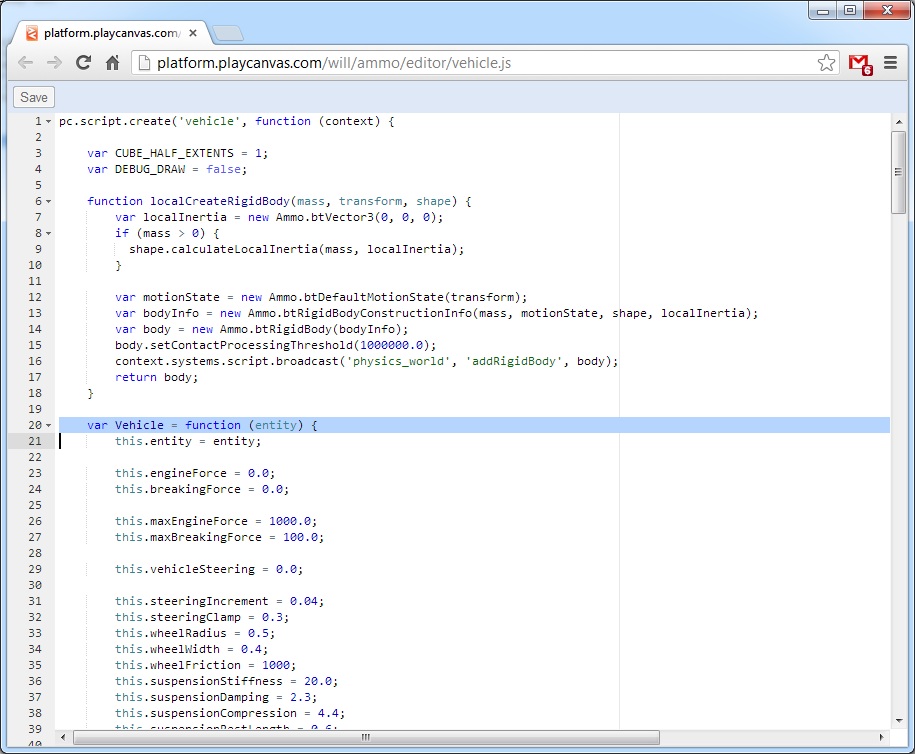 platform.playcanvas.com/
platform.playcanvas.com/will/ammo/editor/vehicle.js
6
Save
1 pc.script.create('vehicle', function (context) {
2
3 var CUBE_HALF_EXTENTS = 1;
4 var DEBUG_DRAW = false;
5
6 function localCreateRigidBody(mass, transform, shape) {
7 var localInertia = new Ammo.btVector3(0, 0, 0);
8 if (mass > 0) {
9 shape.calculateLocalInertia(mass, localInertia);
10 }
11
12 var motionState = new Ammo.btDefaultMotionState(transform);
13 var bodyInfo = new Ammo.btRigidBodyConstructionInfo(mass, motionState, shape, localInertia);
14 var body = new Ammo.btRigidBody(bodyInfo);
15 body.setContactProcessingThreshold(1000000.0);
16 context.systems.script.broadcast('physics_world', 'addRigidBody', body);
17 return body;
18 }
19
20 var Vehicle = function (entity) {
21 this.entity = entity;
22
23 this.engineForce = 0.0;
24 this.breakingForce = 0.0;
25
26 this.maxEngineForce = 1000.0;
27 this.maxBreakingForce = 100.0;
28
29 this.vehicleSteering = 0.0;
30
31 this.steeringIncrement = 0.04;
32 this.steeringClamp = 0.3;
33 this.wheelRadius = 0.5;
34 this.wheelWidth = 0.4;
35 this.wheelFriction = 1000;
36 this.suspensionStiffness = 20.0;
37 this.suspensionDamping = 2.3;
38 this.suspensionCompression = 4.4;
39 this.suspensionRestLength = 0.6;
40